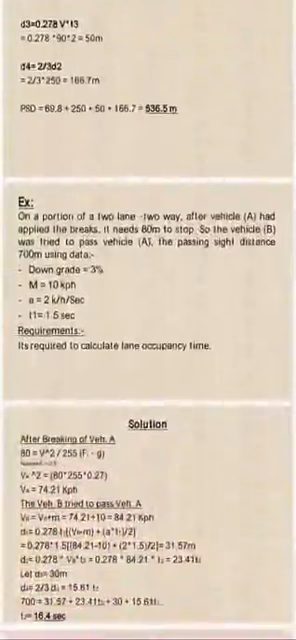 d3=0.278 V*t3
= 0.278 *90*2 = 50m
d4= 2/3d2
= 2/3* 250 = 166.7m
PSD = 69.8 + 250 + 50 + 166.7 = 536.5 m
Ex:
On a portion of a two lane -two way, after vehicle (A) had
applied the breaks, it needs 80m to stop. So the vehicle (B)
was tried to pass vehicle (A), the passing sight distance
700m using data:-
- Down grade = 3%
- M = 10 kph
- a = 2 k/h/Sec
- t1= 1.5 sec
Requirements:-
Its required to calculate lane occupancy time.
Solution
After Breaking of Veh. A
80 = V^2 / 255 (F - g)
Vₐ ^2 = (80*255*0.27)
Vₐ = 74.21 Kph
The Veh. B tried to pass Veh. A
Vʙ = Vₐ+m = 74.21+10 = 84.21 Kph
d₁= 0.278 t₁[(Vʙ-m) + (a*t₁)/2]
=0.278*1.5[(84.21-10) + (2*1.5)/2]= 31.57m
d₂= 0.278 * Vʙ*t₂ = 0.278 * 84.21 * t₂ = 23.41t₂
Let d₃= 30m
d₄= 2/3 d₂ = 15.61 t₂
700 = 31.57 + 23.41t₂ + 30 + 15.61t₂
t₂= 16.4 sec